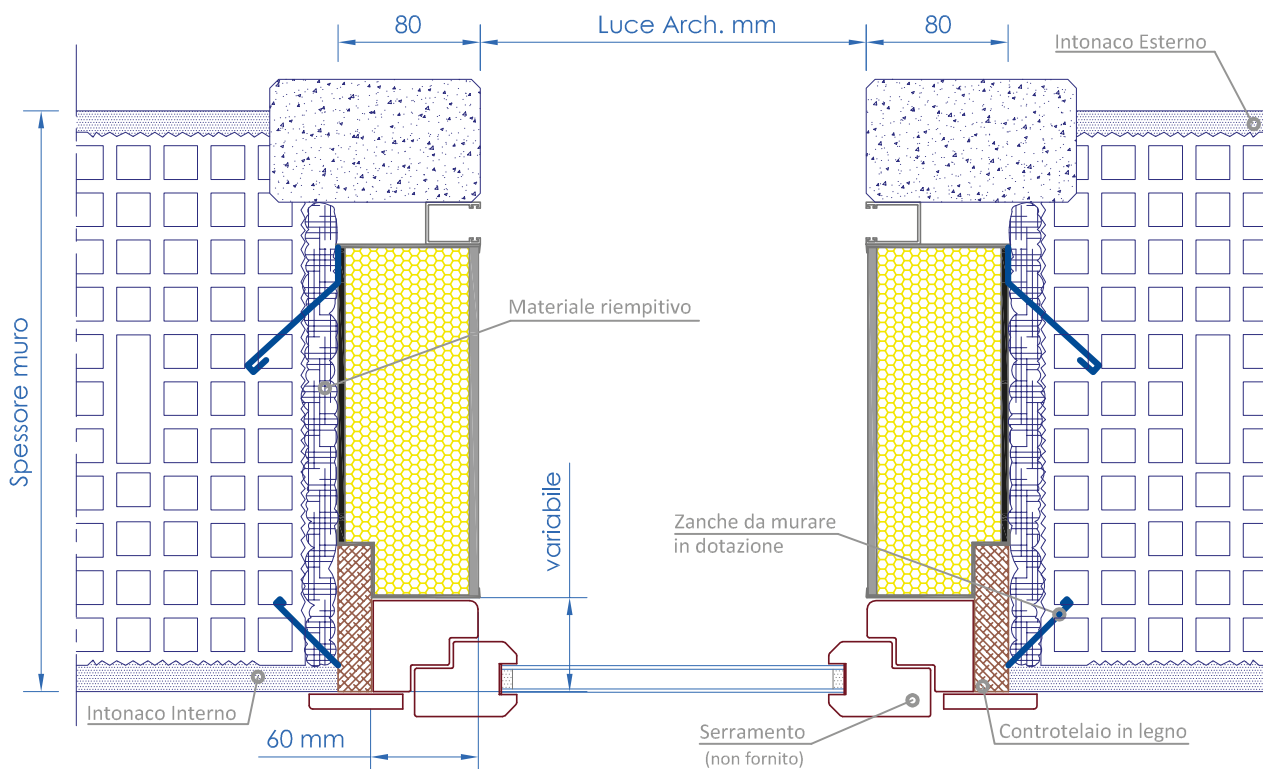 80
Luce Arch. mm
80
Intonaco Esterno
Materiale riempitivo
Spessore muro
variabile
Zanche da murare
in dotazione
Intonaco Interno
60 mm
Serramento
(non fornito)
Controtelaio in legno